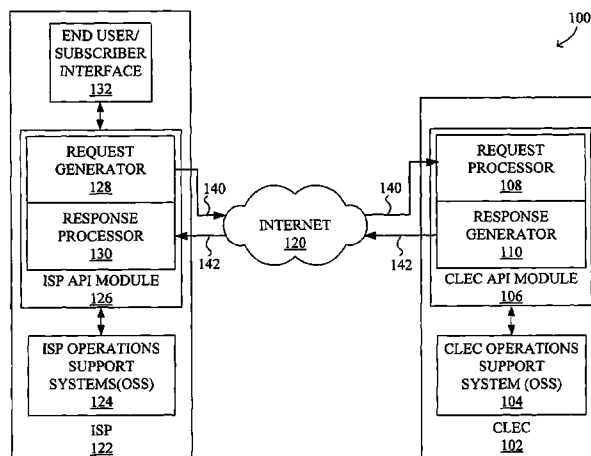 100
END USER/
SUBSCRIBER
INTERFACE
132
REQUEST
GENERATOR
128
RESPONSE
PROCESSOR
130
ISP API MODULE
126
ISP OPERATIONS
SUPPORT
SYSTEMS(OSS)
124
ISP
122
140
142
INTERNET
120
140
142
REQUEST
PROCESSOR
108
RESPONSE
GENERATOR
110
CLEC API MODULE
106
CLEC OPERATIONS
SUPPORT
SYSTEM (OSS)
104
CLEC
102